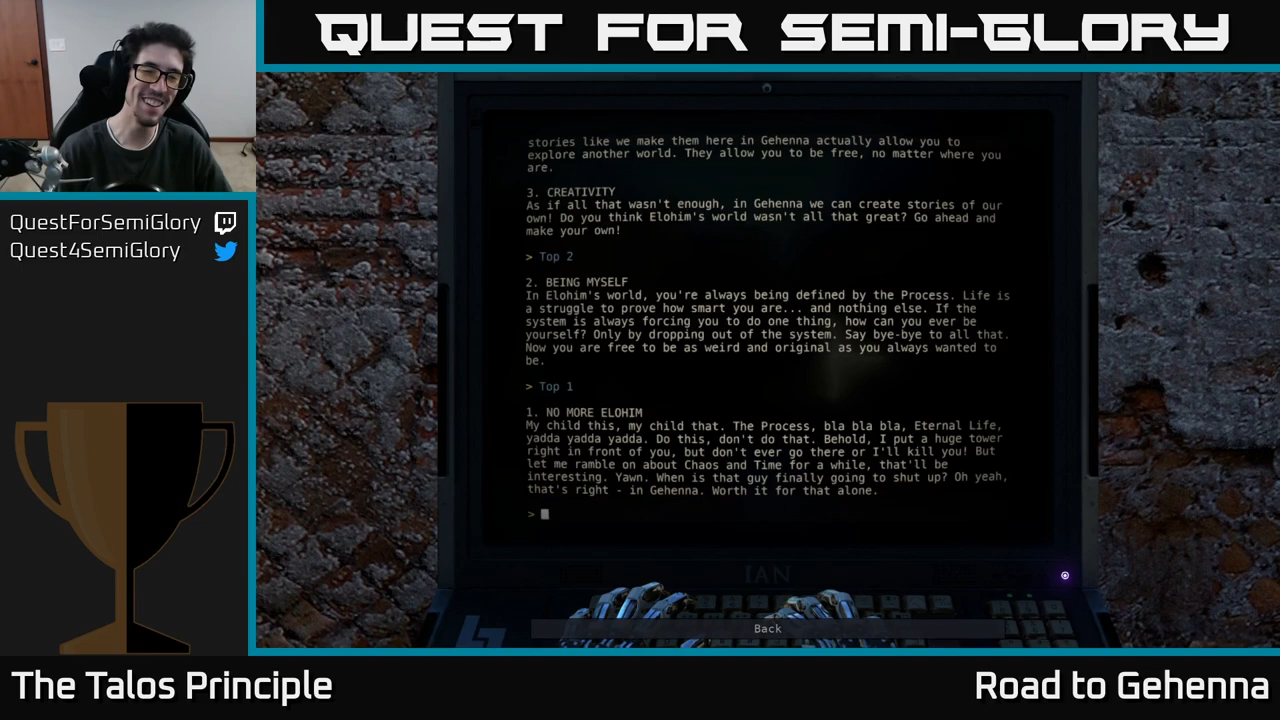 QUEST FOR SEMI-GLORY
QuestForSemiGlory
Quest4SemiGlory
stories like we make them here in Gehenna actually allow you to
explore another world. They allow you to be free, no matter where you
are.
3. CREATIVITY
As if all that wasn't enough, in Gehenna we can create stories of our
own! Do you think Elohim's world wasn't all that great? Go ahead and
make your own!
> Top 2
2. BEING MYSELF
In Elohim's world, you're always being defined by the Process. Life is
a struggle to prove how smart you are... and nothing else. If the
system is always forcing you to do one thing, how can you ever be
yourself? Only by dropping out of the system. Say bye-bye to all that.
Now you are free to be as weird and original as you always wanted to
be.
> Top 1
1. NO MORE ELOHIM
My child this, my child that. The Process, bla bla bla, Eternal Life,
yadda yadda yadda. Do this, don't do that. Behold, I put a huge tower
right in front of you, but don't ever go there or I'll kill you! But
let me ramble on about Chaos and Time for a while, that'll be
interesting. Yawn. When is that guy finally going to shut up? Oh yeah,
that's right - in Gehenna. Worth it for that alone.
>
IAN
Back
The Talos Principle
Road to Gehenna